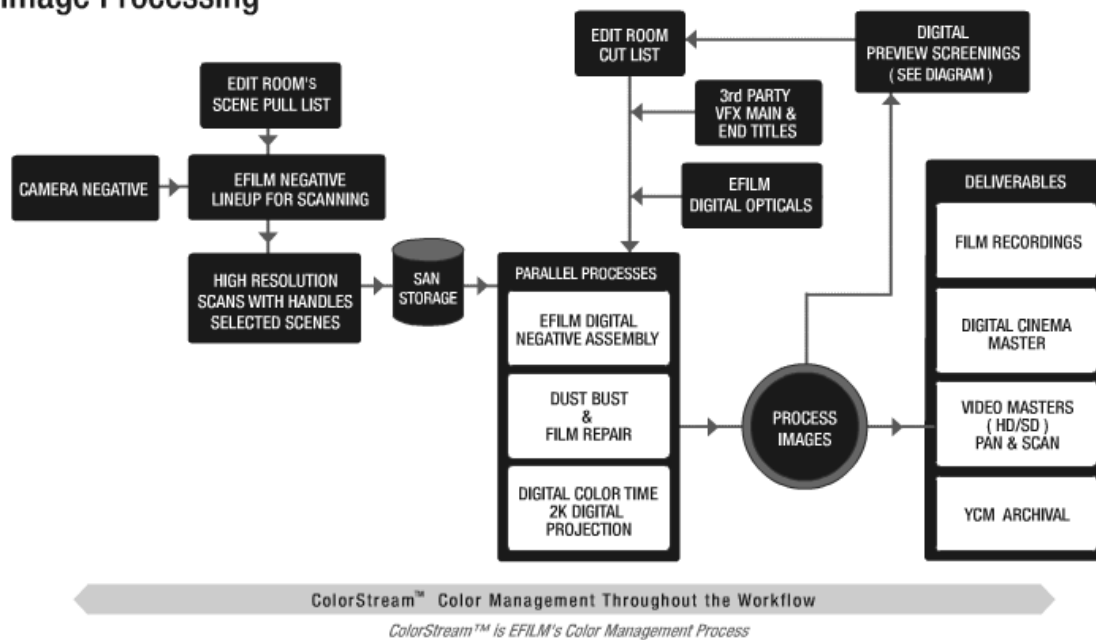 Image Processing
EDIT ROOM'S
SCENE PULL LIST
CAMERA NEGATIVE
EFILM NEGATIVE
LINEUP FOR SCANNING
HIGH RESOLUTION
SCANS WITH HANDLES
SELECTED SCENES
SAN
STORAGE
EDIT ROOM
CUT LIST
DIGITAL
PREVIEW SCREENINGS
( SEE DIAGRAM )
3rd PARTY
VFX MAIN &
END TITLES
EFILM
DIGITAL OPTICALS
PARALLEL PROCESSES
EFILM DIGITAL
NEGATIVE ASSEMBLY
DUST BUST
&
FILM REPAIR
DIGITAL COLOR TIME
2K DIGITAL
PROJECTION
PROCESS
IMAGES
DELIVERABLES
FILM RECORDINGS
DIGITAL CINEMA
MASTER
VIDEO MASTERS
( HD/SD )
PAN & SCAN
YCM ARCHIVAL
ColorStream™ Color Management Throughout the Workflow
ColorStream™ is EFILM's Color Management Process